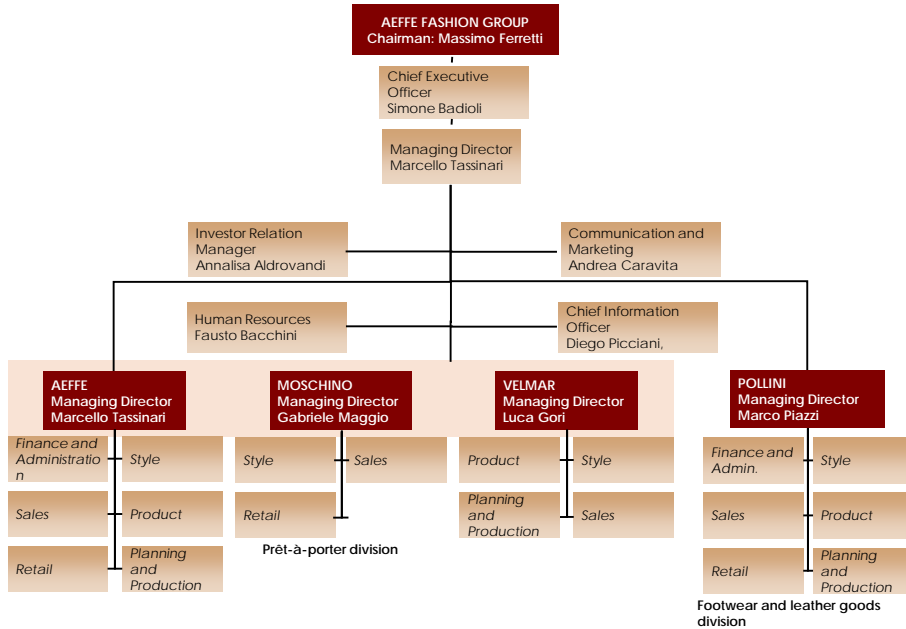 AEFFE FASHION GROUP
Chairman: Massimo Ferretti
Chief Executive
Officer
Simone Badioli
Managing Director
Marcello Tassinari
Investor Relation
Manager
Annalisa Aldrovandi
Communication and
Marketing
Andrea Caravita
Human Resources
Fausto Bacchini
Chief Information
Officer
Diego Picciani,
AEFFE
Managing Director
Marcello Tassinari
MOSCHINO
Managing Director
Gabriele Maggio
VELMAR
Managing Director
Luca Gori
POLLINI
Managing Director
Marco Piazzi
Finance and
Administratio
n
Style
Sales
Product
Retail
Planning
and
Production
Style
Sales
Retail
Prêt-à-porter division
Product
Style
Planning
and
Production
Sales
Finance and
Admin.
Style
Sales
Product
Retail
Planning
and
Production
Footwear and leather goods
division